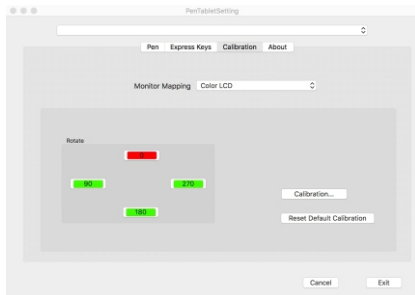 PenTabletSetting
Pen Express Keys Calibration About
Monitor Mapping Color LCD
Rotate
0
90 270
180
Calibration...
Reset Default Calibration
Cancel Exit